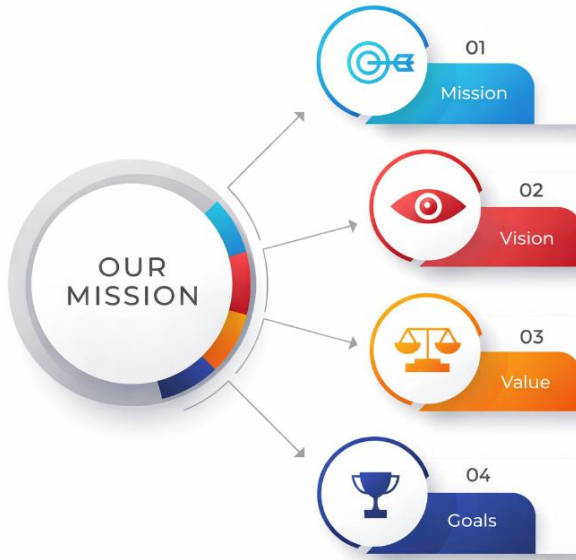 OUR
MISSION
01
Mission
02
Vision
03
Value
04
Goals